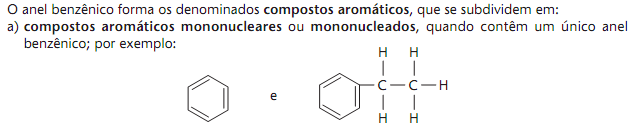 O anel benzênico forma os denominados compostos aromáticos, que se subdividem em:
a) compostos aromáticos mononucleares ou mononucleados, quando contêm um único anel
benzênico; por exemplo:
H H
e
C C H
H H